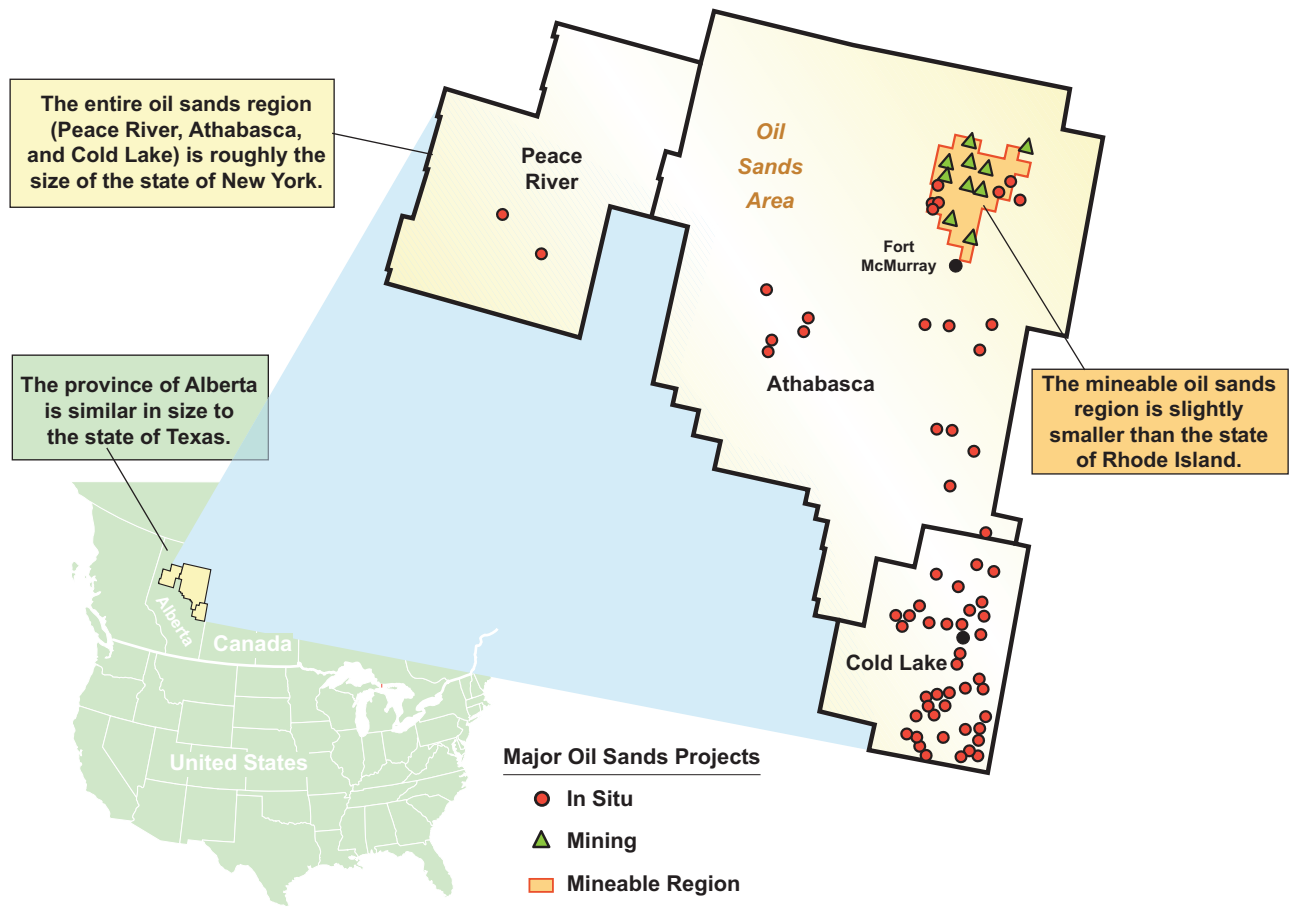 The entire oil sands region
(Peace River, Athabasca,
and Cold Lake) is roughly the
size of the state of New York.
Peace
River
Oil
Sands
Area
Fort
McMurray
Athabasca
The mineable oil sands
region is slightly
smaller than the state
of Rhode Island.
The province of Alberta
is similar in size to
the state of Texas.
Alberta
Canada
Cold Lake
United States
Major Oil Sands Projects
In Situ
Mining
Mineable Region